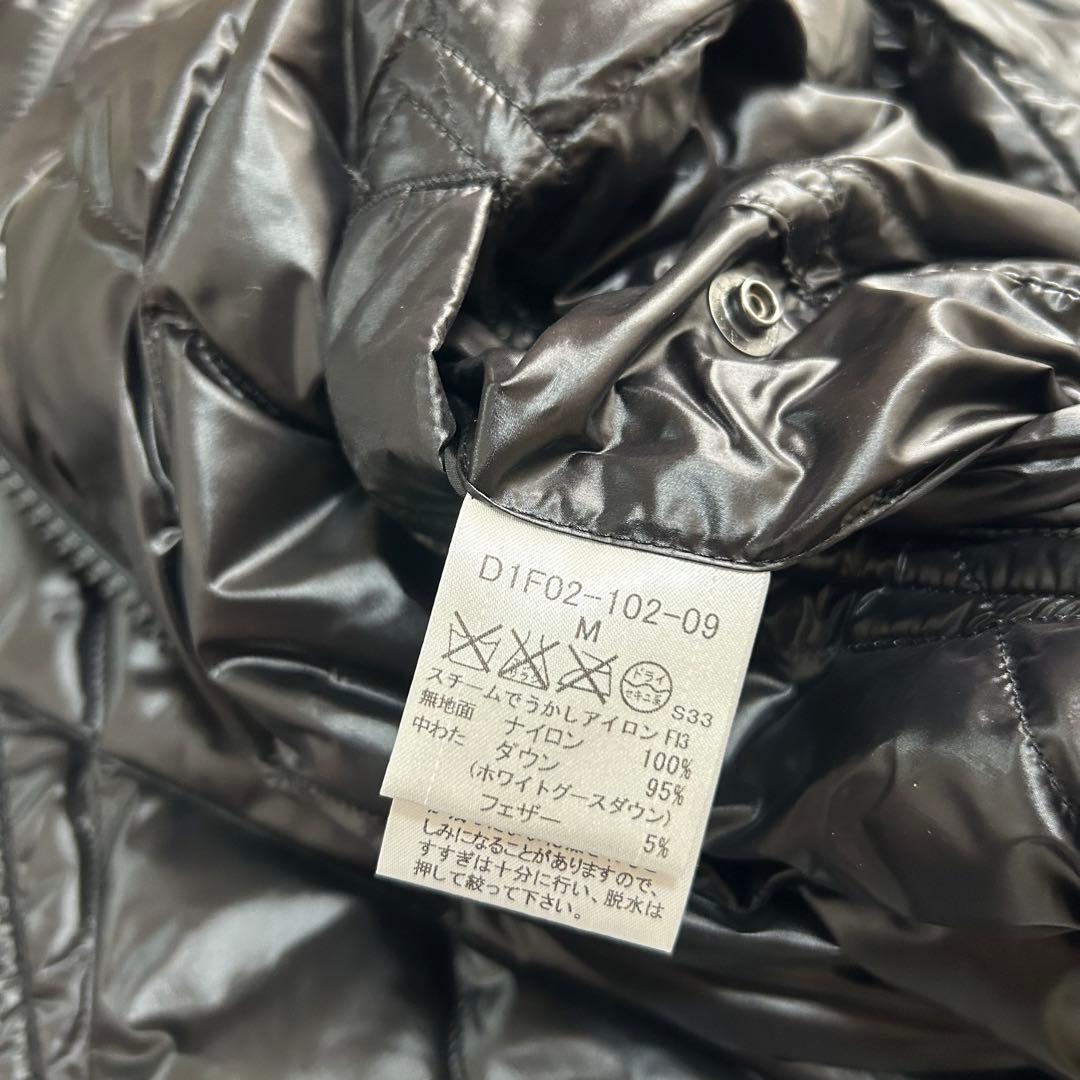 D1F02-102-09
M
ドライ
セキユ系
S33
スチームでうかしアイロン F13
無地面 ナイロン 100%
中わた ダウン 95%
(ホワイトグースダウン)
フェザー 5%
しみになることがありますので、
すすぎは十分に行い、脱水は
押して絞って下さい。